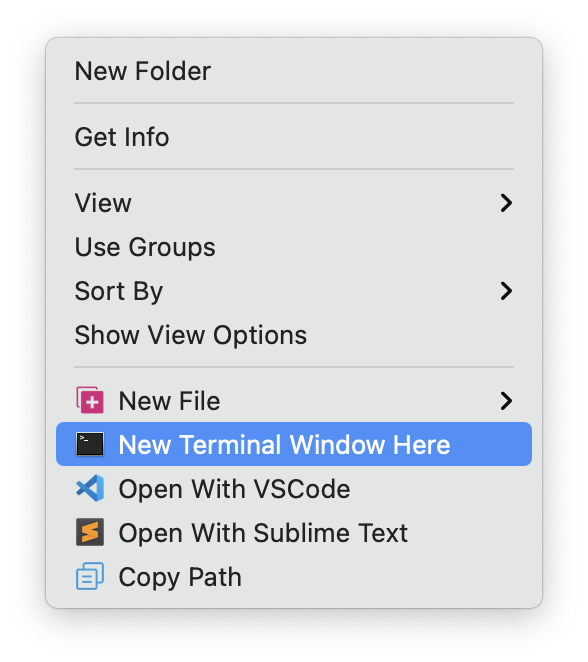 New Folder
Get Info
View
Use Groups
Sort By
Show View Options
New File
New Terminal Window Here
Open With VSCode
Open With Sublime Text
Copy Path